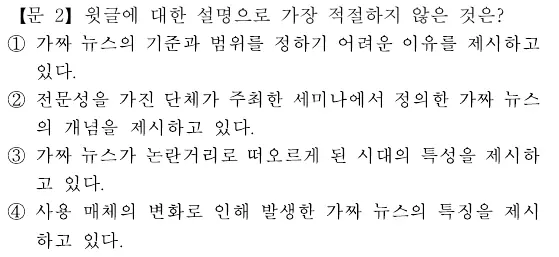 【문 2】 윗글에 대한 설명으로 가장 적절하지 않은 것은?
① 가짜 뉴스의 기준과 범위를 정하기 어려운 이유를 제시하고
있다.
② 전문성을 가진 단체가 주최한 세미나에서 정의한 가짜 뉴스
의 개념을 제시하고 있다.
③ 가짜 뉴스가 논란거리로 떠오르게 된 시대의 특성을 제시하
고 있다.
④ 사용 매체의 변화로 인해 발생한 가짜 뉴스의 특징을 제시
하고 있다.